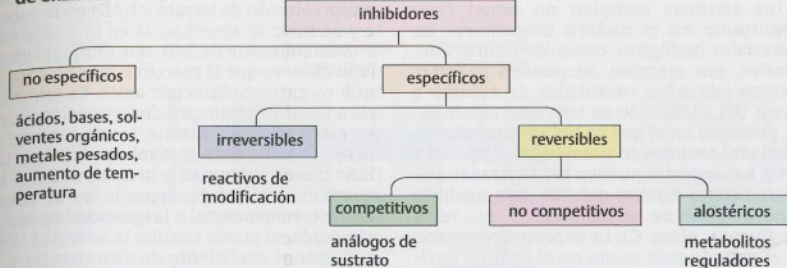 inhibidores
no específicos
específicos
ácidos, bases, sol-
ventes orgánicos,
metales pesados,
aumento de tem-
peratura
irreversibles
reversibles
reactivos de
modificación
competitivos
no competitivos
alostéricos
análogos de
sustrato
metabolitos
reguladores